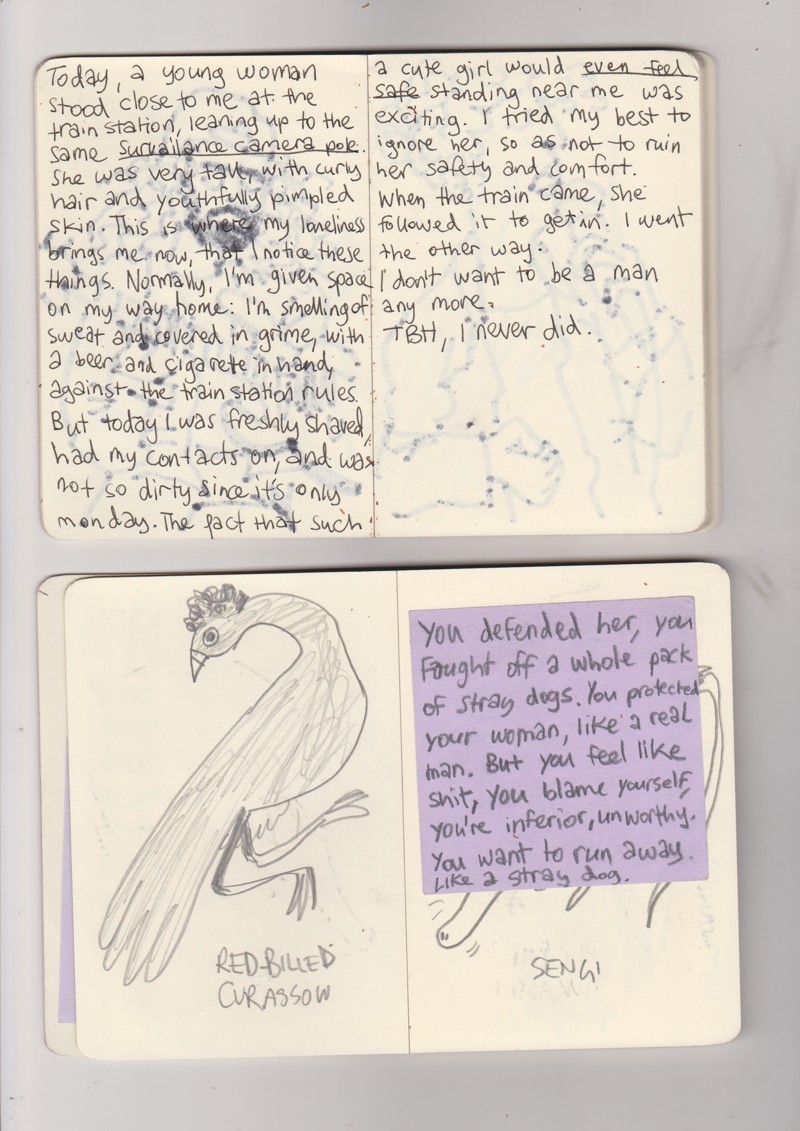 Today, a young woman
stood close to me at the
train station, leaning up to the
same survailance camera pole.
She was very tall, with curly
hair and youthfully pimpled
skin. This is where my loneliness
brings me now, that I notice these
things. Normally, I'm given space
on my way home: I'm smelling of
sweat and covered in grime, with
a beer and cigarete in hand,
against the train station rules.
But today I was freshly shaved,
had my contacts on, and was
not so dirty since it's only
monday. The fact that such
a cute girl would even feel
safe standing near me was
exciting. I tried my best to
ignore her, so as not to ruin
her safety and comfort.
When the train came, she
followed it to get in. I went
the other way.
I don't want to be a man
any more.
TBH, I never did.
RED-BILLED
CURASSOW
You defended her, you
fought off a whole pack
of stray dogs. You protected
your woman, like a real
man. But you feel like
shit, you blame yourself,
you're inferior, unworthy.
You want to run away.
Like a stray dog.
SENGI